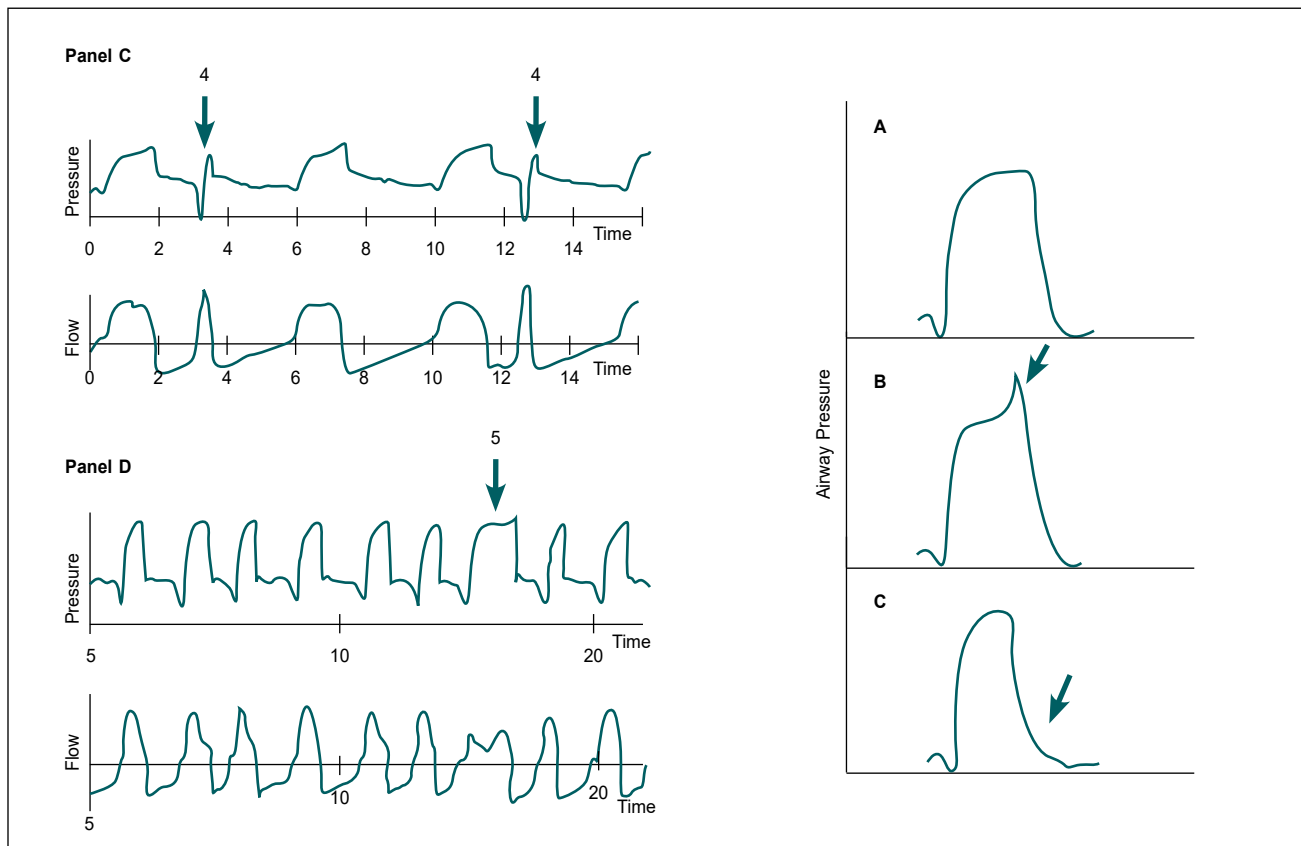 Panel C
4 4
Pressure
0 2 4 6 8 10 12 14 Time
Flow
0 2 4 6 8 10 12 14 Time
5
Panel D
Pressure
5 10 20 Time
Flow
5 10 20 Time
Airway Pressure
A
B
C